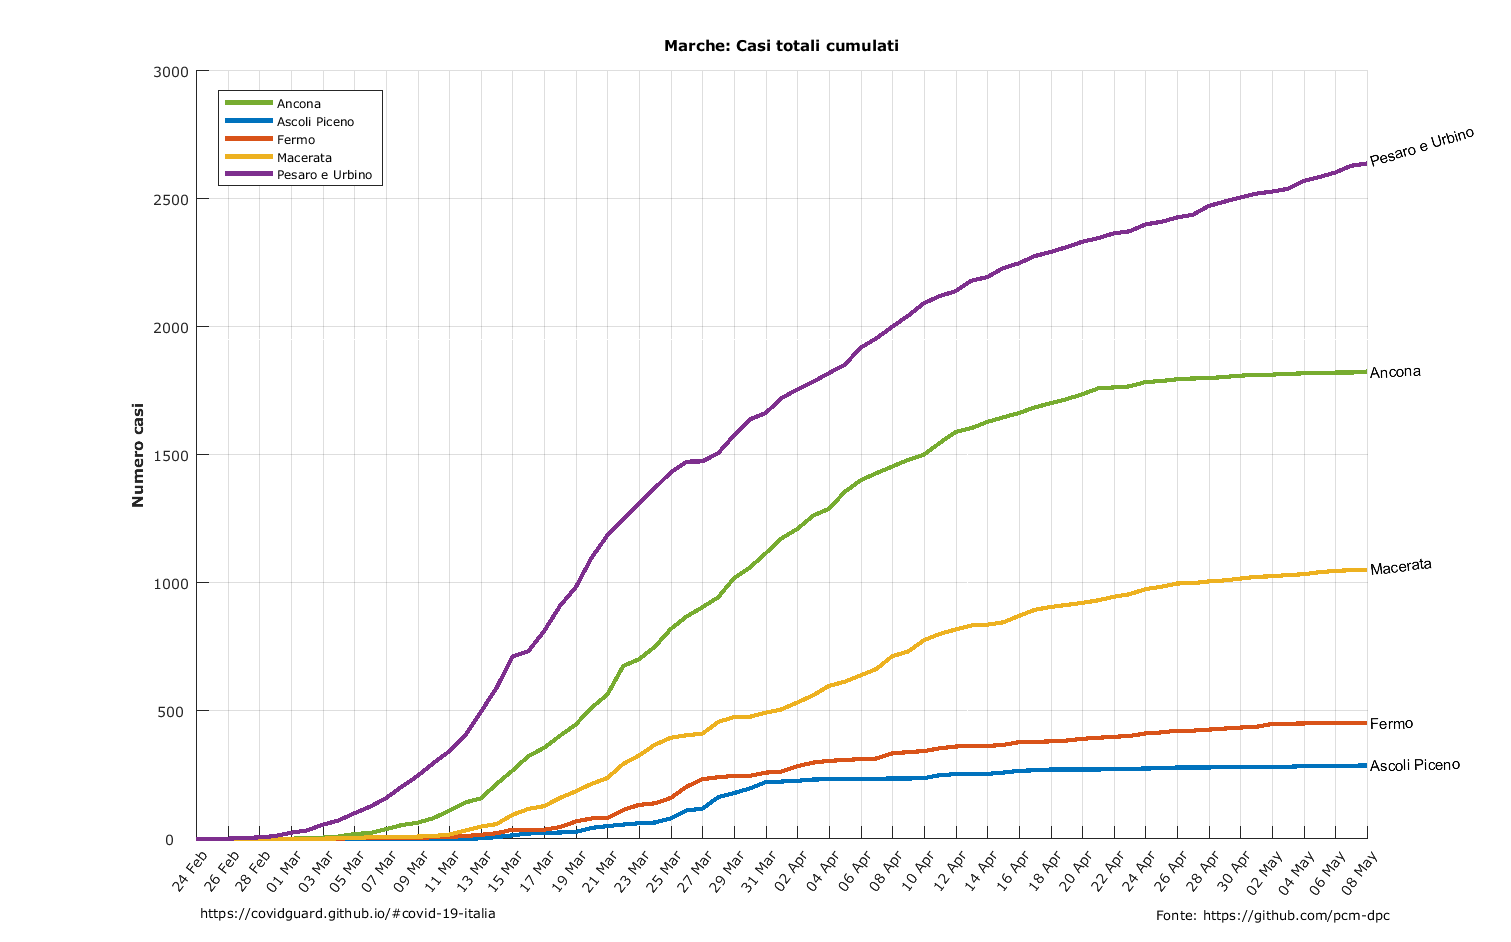 Marche: Casi totali cumulati
3000
2500
2000
1500
1000
500
0
Numero casi
Ancona
Ascoli Piceno
Fermo
Macerata
Pesaro e Urbino
Pesaro e Urbino
Ancona
Macerata
Fermo
Ascoli Piceno
24 Feb
26 Feb
28 Feb
01 Mar
03 Mar
05 Mar
07 Mar
09 Mar
11 Mar
13 Mar
15 Mar
17 Mar
19 Mar
21 Mar
23 Mar
25 Mar
27 Mar
29 Mar
31 Mar
02 Apr
04 Apr
06 Apr
08 Apr
10 Apr
12 Apr
14 Apr
16 Apr
18 Apr
20 Apr
22 Apr
24 Apr
26 Apr
28 Apr
30 Apr
02 May
04 May
06 May
08 May
https://covidguard.github.io/#covid-19-italia
Fonte: https://github.com/pcm-dpc